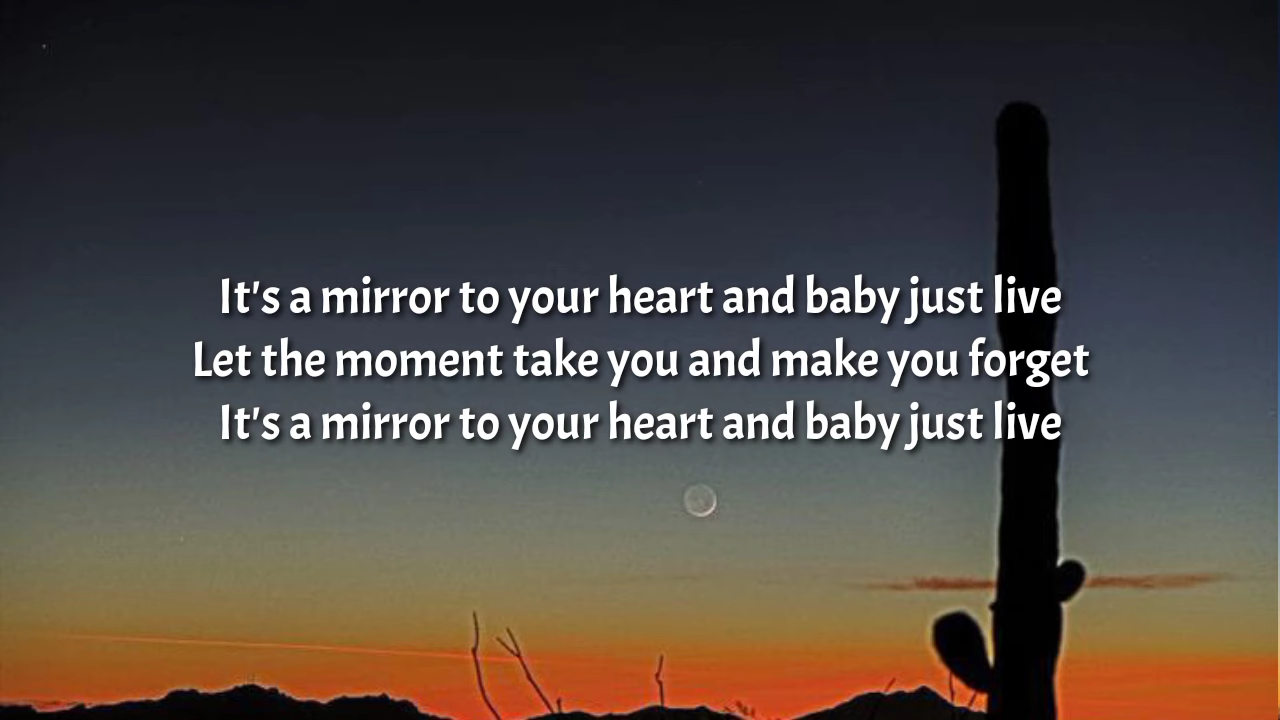 It's a mirror to your heart and baby just live
Let the moment take you and make you forget
It's a mirror to your heart and baby just live